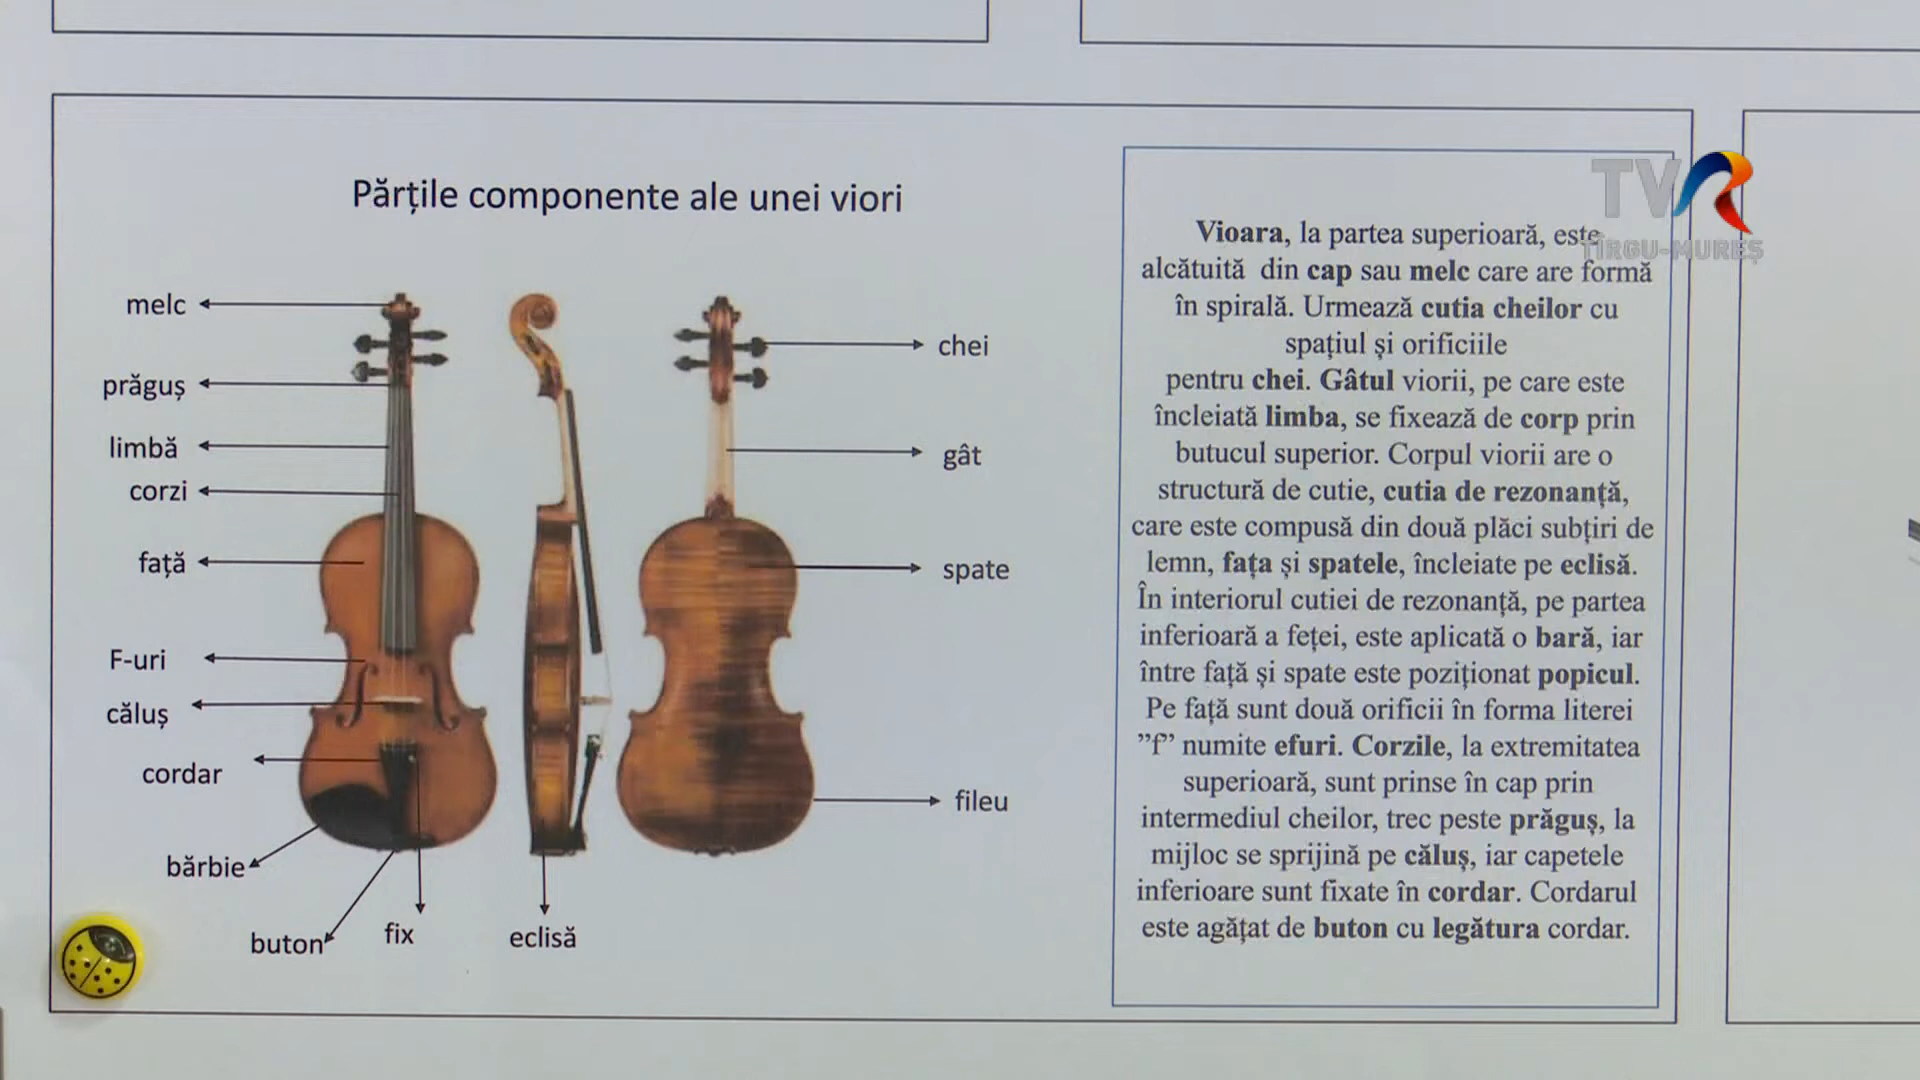 Părțile componente ale unei viori
melc
prăguș
limbă
corzi
față
F-uri
căluș
cordar
bărbie
buton
fix
eclisă
chei
gât
spate
fileu
Vioara, la partea superioară, este
alcătuită din cap sau melc care are formă
în spirală. Urmează cutia cheilor cu
spațiul și orificiile
pentru chei. Gâtul viorii, pe care este
încleiată limba, se fixează de corp prin
butucul superior. Corpul viorii are o
structură de cutie, cutia de rezonanță,
care este compusă din două plăci subțiri de
lemn, fața și spatele, încleiate pe eclisă.
În interiorul cutiei de rezonanță, pe partea
inferioară a feței, este aplicată o bară, iar
între față și spate este poziționat popicul.
Pe față sunt două orificii în forma literei
”f” numite efuri. Corzile, la extremitatea
superioară, sunt prinse în cap prin
intermediul cheilor, trec peste prăguș, la
mijloc se sprijină pe căluș, iar capetele
inferioare sunt fixate în cordar. Cordarul
este agățat de buton cu legătura cordar.
TVR
TÎRGU-MUREȘ